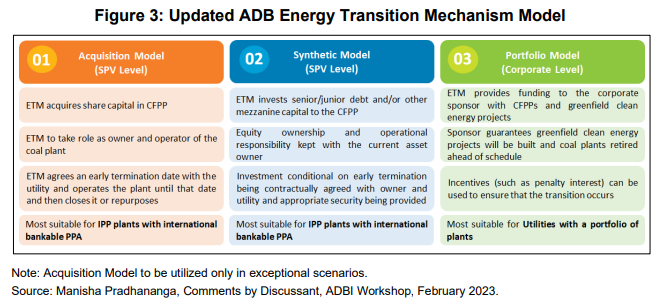 Figure 3: Updated ADB Energy Transition Mechanism Model
01
Acquisition Model
(SPV Level)
ETM acquires share capital in CFPP
ETM to take role as owner and operator of the
coal plant
ETM agrees an early termination date with the
utility and operates the plant until that date
and then closes it or repurposes
Most suitable for IPP plants with international
bankable PPA
02
Synthetic Model
(SPV Level)
ETM invests senior/junior debt and/or other
mezzanine capital to the CFPP
Equity ownership and operational
responsibility kept with the current asset
owner
Investment conditional on early termination
being contractually agreed with owner and
utility and appropriate security being provided
Most suitable for IPP plants with international
bankable PPA
03
Portfolio Model
(Corporate Level)
ETM provides funding to the corporate
sponsor with CFPPs and greenfield clean
energy projects
Sponsor guarantees greenfield clean energy
projects will be built and coal plants retired
ahead of schedule
Incentives (such as penalty interest) can be
used to ensure that the transition occurs
Most suitable for Utilities with a portfolio of
plants
Note: Acquisition Model to be utilized only in exceptional scenarios.
Source: Manisha Pradhananga, Comments by Discussant, ADBI Workshop, February 2023.